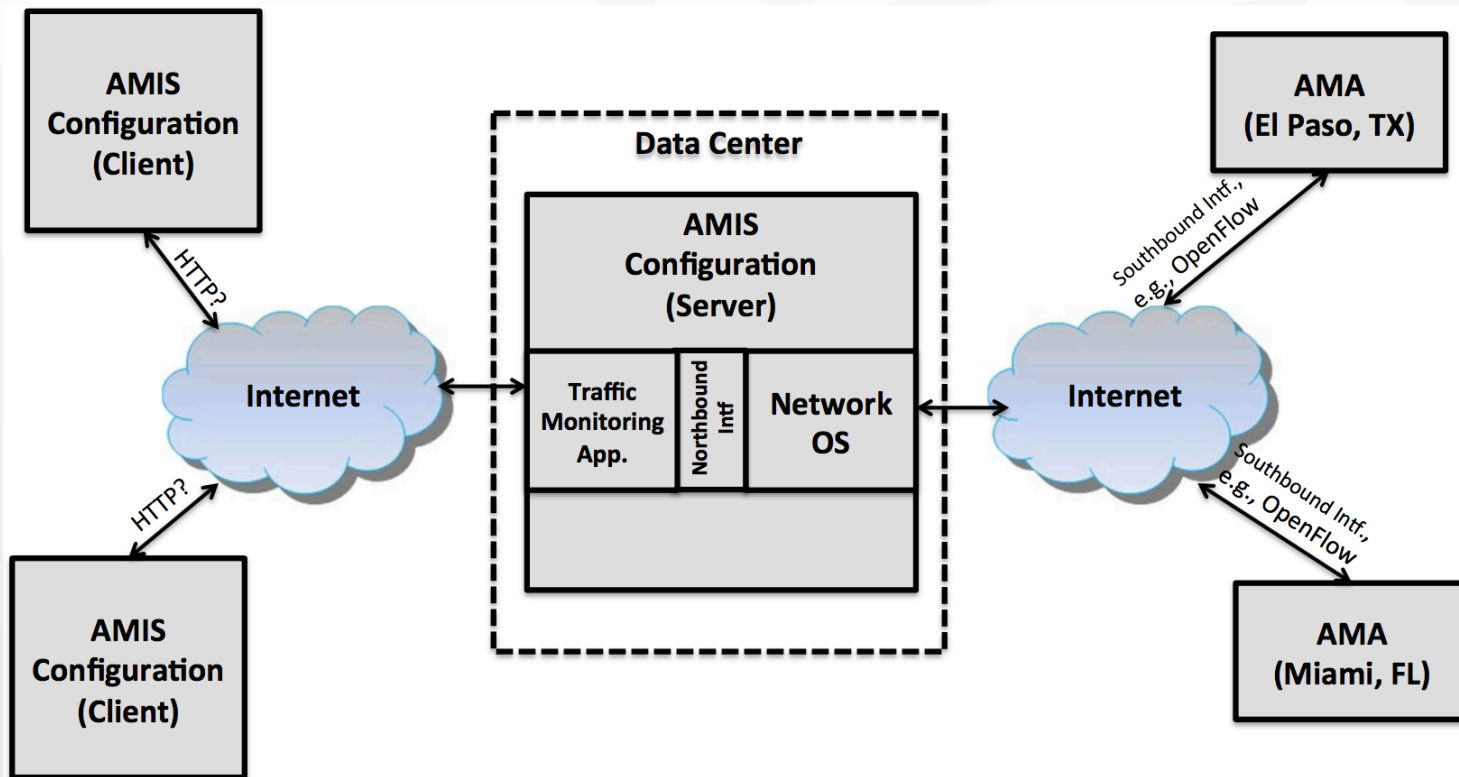 AMIS
Configuration
(Client)
HTTP?
Internet
HTTP?
AMIS
Configuration
(Client)
Data Center
AMIS
Configuration
(Server)
Traffic
Monitoring
App.
Northbound
Intf
Network
OS
AMA
(El Paso, TX)
Southbound Intf.,
e.g., OpenFlow
Internet
Southbound Intf.,
e.g., OpenFlow
AMA
(Miami, FL)